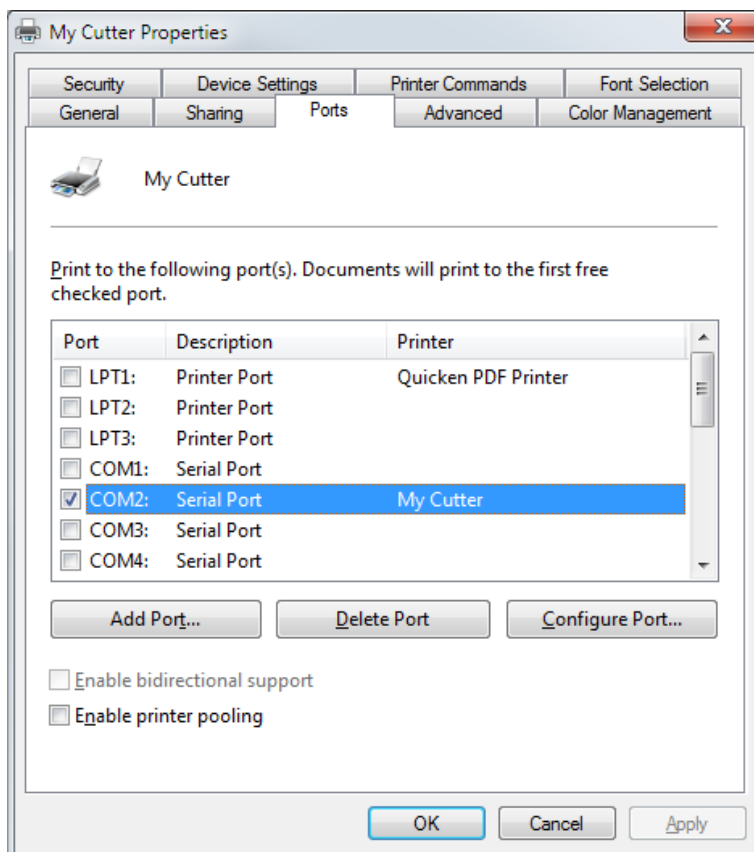 My Cutter Properties
Security Device Settings Printer Commands Font Selection
General Sharing Ports Advanced Color Management
My Cutter
Print to the following port(s). Documents will print to the first free
checked port.
Port Description Printer
LPT1: Printer Port Quicken PDF Printer
LPT2: Printer Port
LPT3: Printer Port
COM1: Serial Port
COM2: Serial Port My Cutter
COM3: Serial Port
COM4: Serial Port
Add Port... Delete Port Configure Port...
Enable bidirectional support
Enable printer pooling
OK Cancel Apply